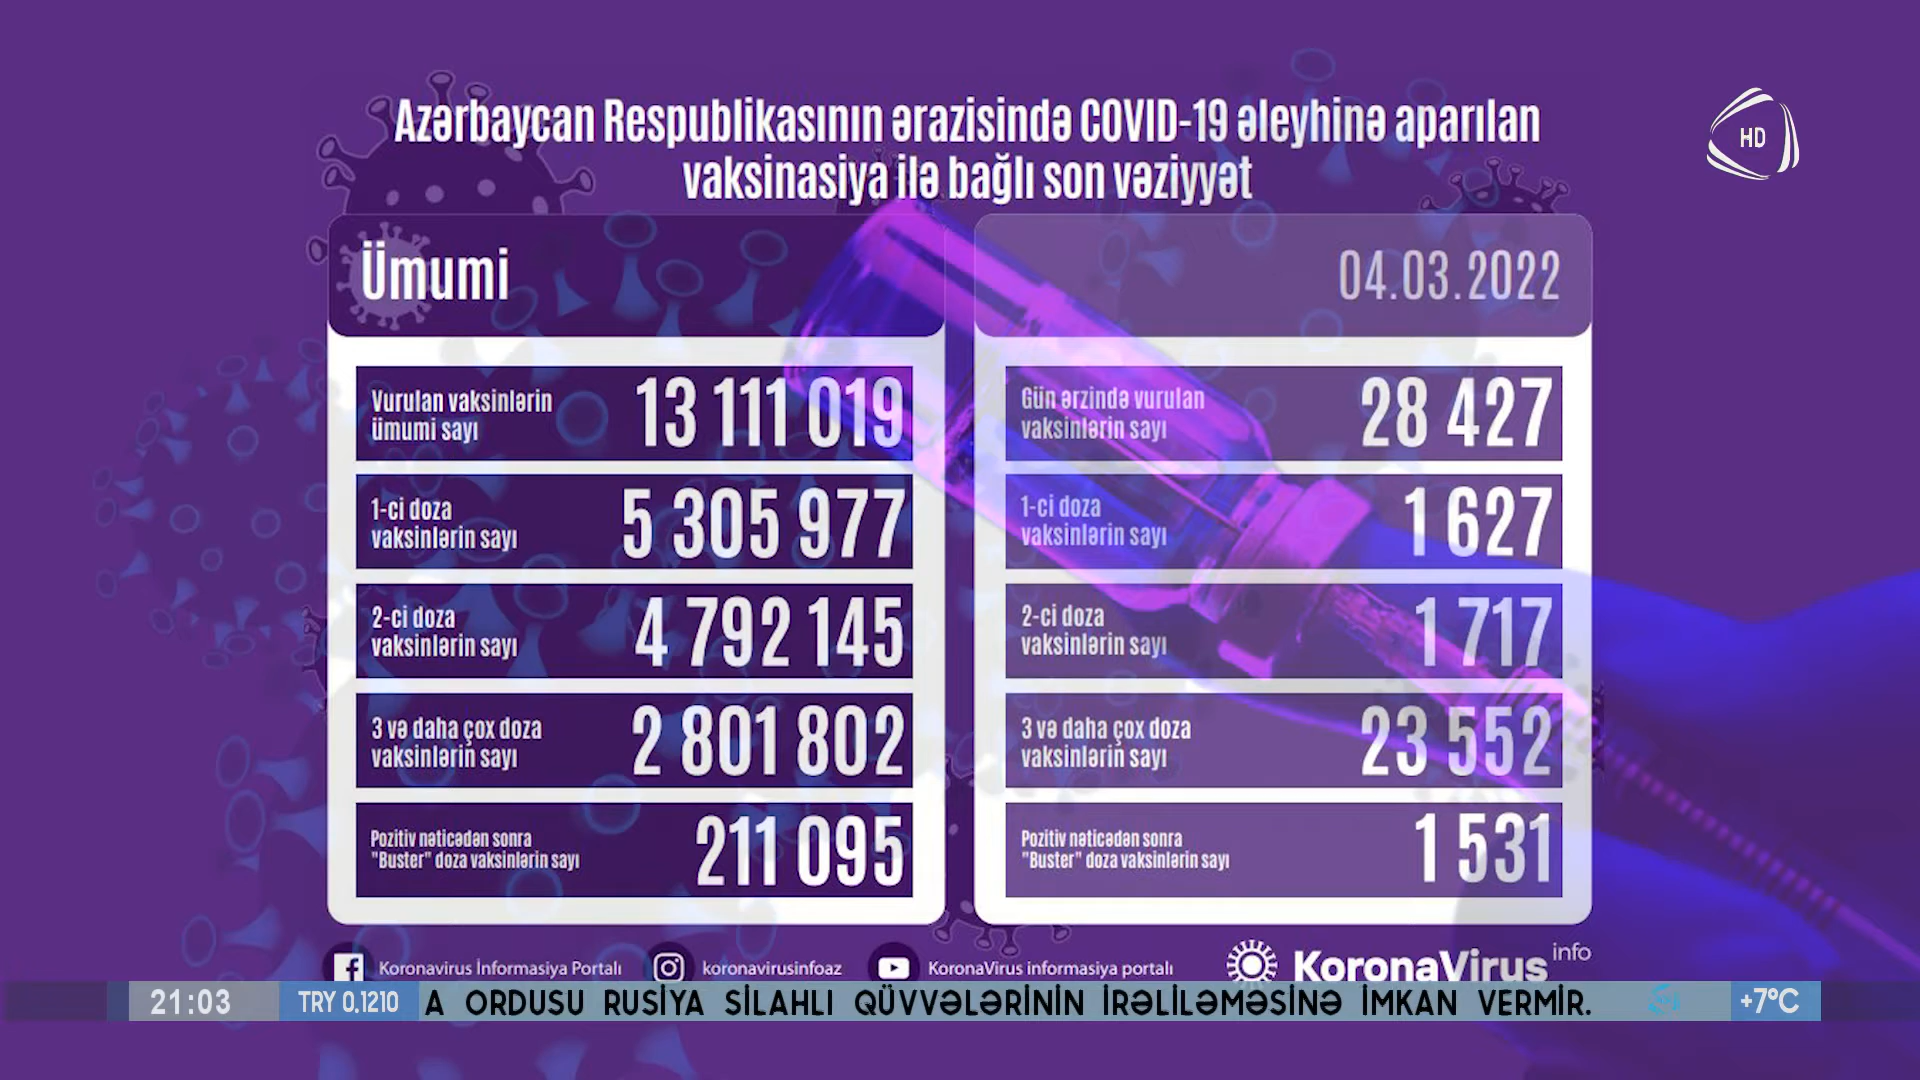 Azərbaycan Respublikasının ərazisində COVID-19 əleyhinə aparılan
vaksinasiya ilə bağlı son vəziyyət
HD
Ümumi
Vurulan vaksinlərin
ümumi sayı
13 111 019
1-ci doza
vaksinlərin sayı
5 305 977
2-ci doza
vaksinlərin sayı
4 792 145
3 və daha çox doza
vaksinlərin sayı
2 801 802
Pozitiv nəticədən sonra
"Buster" doza vaksinlərin sayı
211 095
04.03.2022
Gün ərzində vurulan
vaksinlərin sayı
28 427
1-ci doza
vaksinlərin sayı
1 627
2-ci doza
vaksinlərin sayı
1 717
3 və daha çox doza
vaksinlərin sayı
23 552
Pozitiv nəticədən sonra
"Buster" doza vaksinlərin sayı
1 531
Koronavirus İnformasiya Portalı
koronavirusinfoaz
KoronaVirus informasiya portalı
KoronaVirus info
21:03
TRY 0.1210
A ORDUSU RUSİYA SİLAHLI QÜVVƏLƏRİNİN İRƏLİLƏMƏSİNƏ İMKAN VERMİR.
+7°C